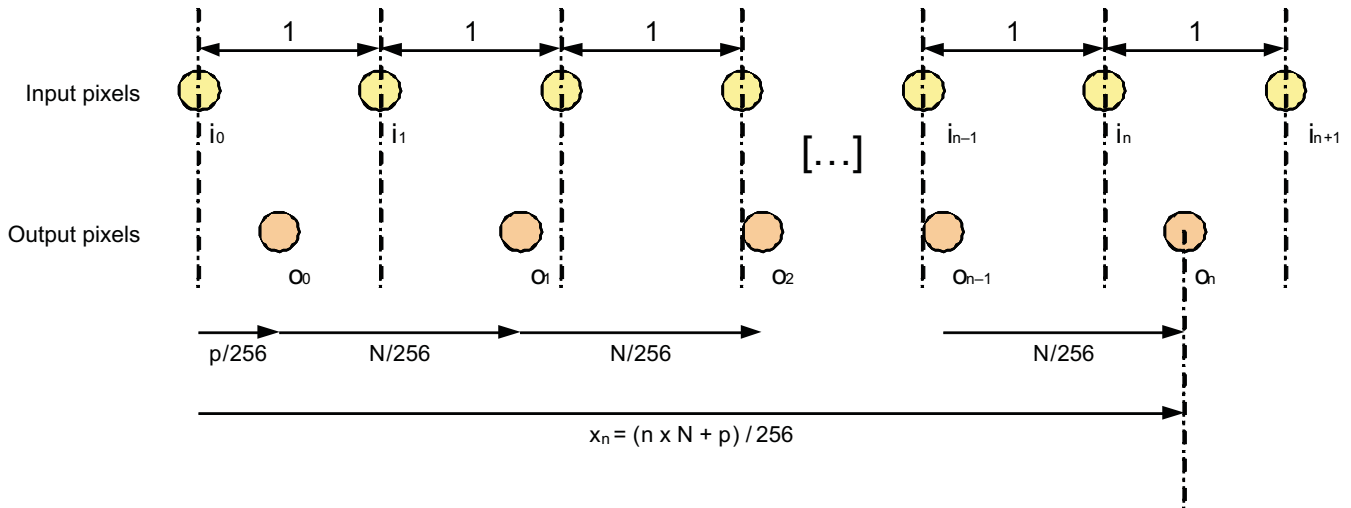 1 1 1 1 1
Input pixels
i0 i1 in–1 in in+1
[...]
Output pixels
o0 o1 o2 on–1 on
p/256 N/256 N/256 N/256
xn = (n x N + p) / 256